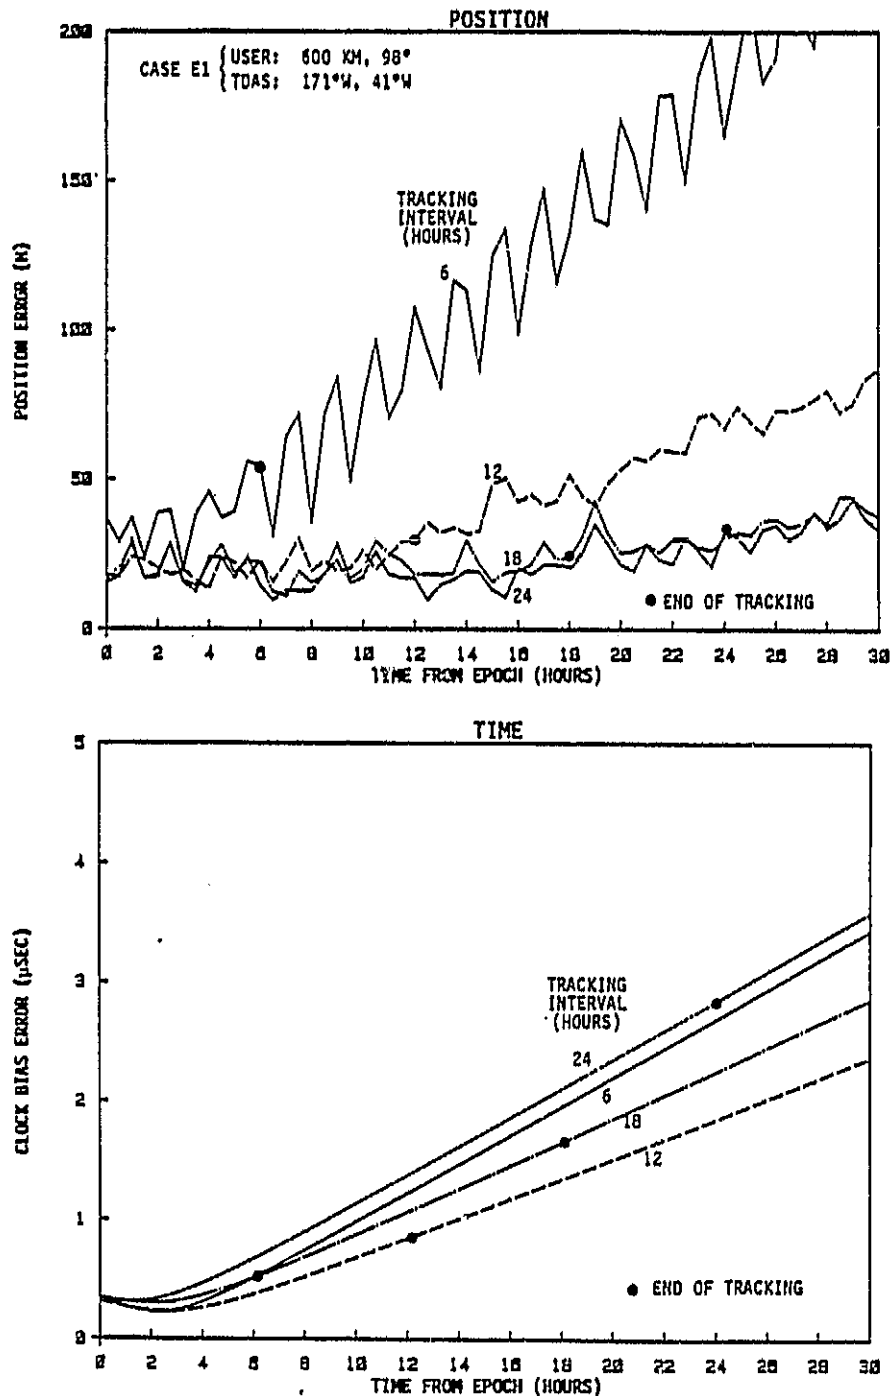 POSITION
200
150
100
50
0
POSITION ERROR (M)
CASE E1 { USER: 600 KM, 98°
TDAS: 171°W, 41°W
TRACKING
INTERVAL
(HOURS)
6
12
18
24
● END OF TRACKING
0 2 4 6 8 10 12 14 16 18 20 22 24 26 28 30
TIME FROM EPOCH (HOURS)
TIME
5
4
3
2
1
0
CLOCK BIAS ERROR (μSEC)
TRACKING
INTERVAL
(HOURS)
24
6
18
12
● END OF TRACKING
0 2 4 6 8 10 12 14 16 18 20 22 24 26 28 30
TIME FROM EPOCH (HOURS)